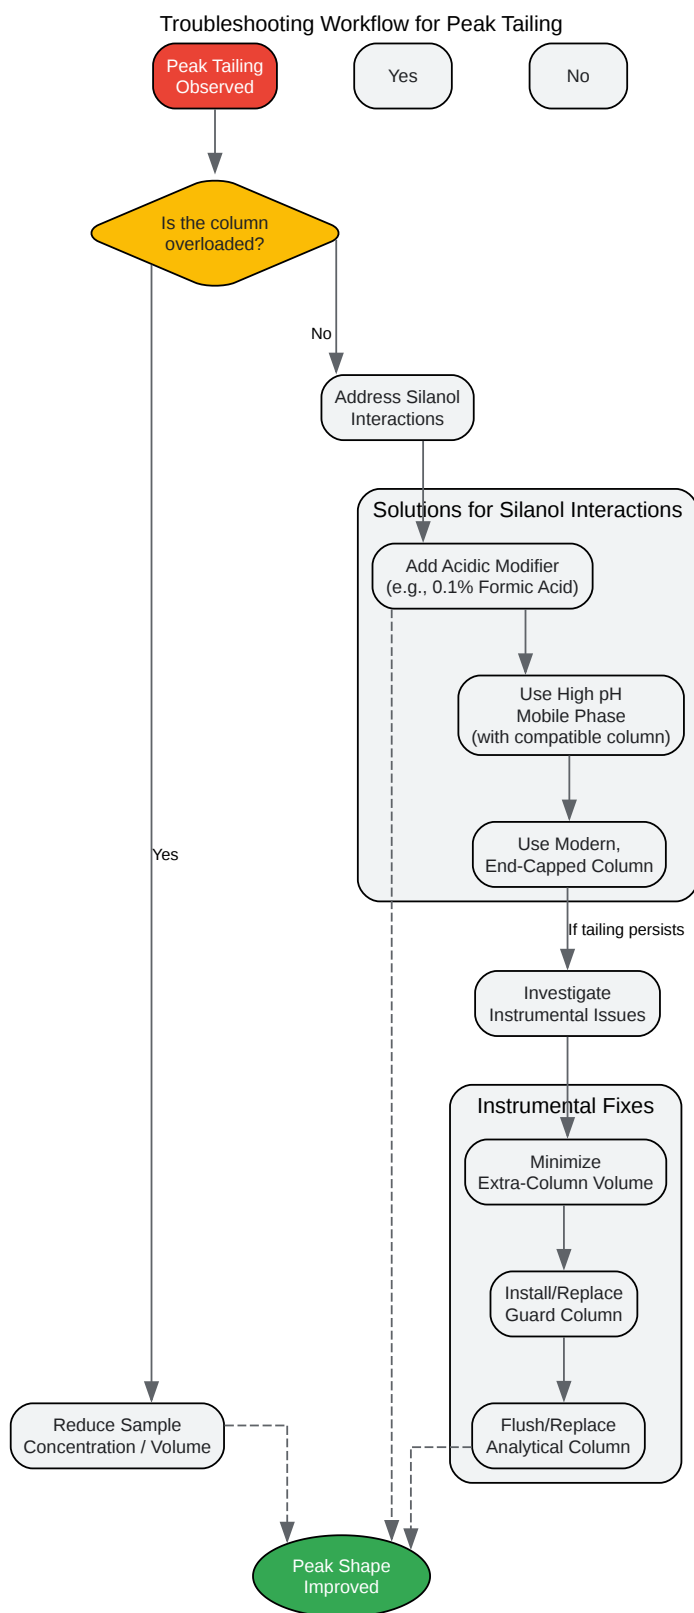 Troubleshooting Workflow for Peak Tailing
Peak Tailing
Observed
Yes
No
Is the column
overloaded?
No
Address Silanol
Interactions
Solutions for Silanol Interactions
Add Acidic Modifier
(e.g., 0.1% Formic Acid)
Use High pH
Mobile Phase
(with compatible column)
Use Modern,
End-Capped Column
Yes
If tailing persists
Investigate
Instrumental Issues
Instrumental Fixes
Minimize
Extra-Column Volume
Install/Replace
Guard Column
Reduce Sample
Concentration / Volume
Flush/Replace
Analytical Column
Peak Shape
Improved